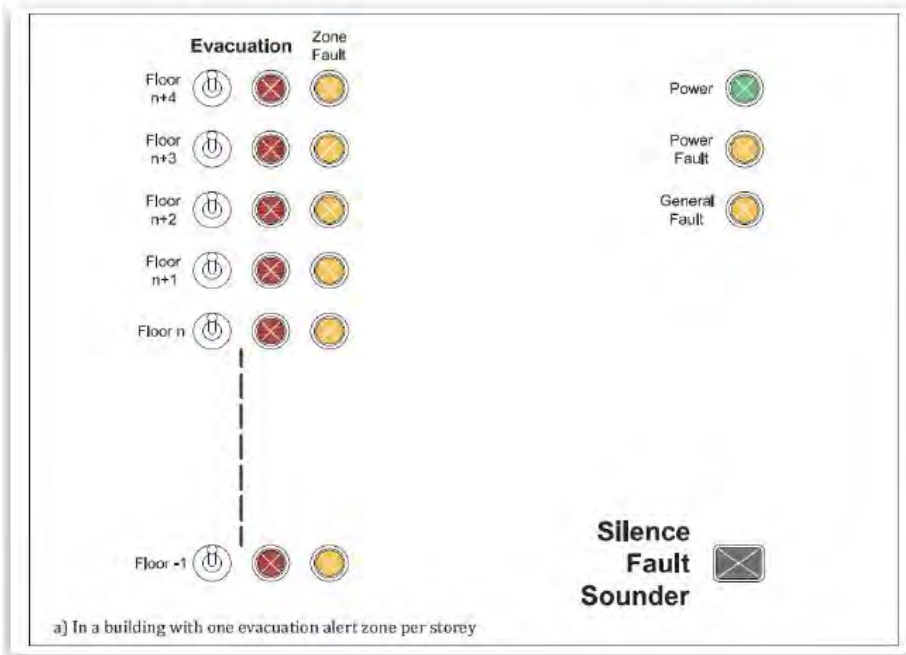 Evacuation
Zone
Fault
Floor
n+4
Floor
n+3
Floor
n+2
Floor
n+1
Floor n
Floor -1
Power
Power
Fault
General
Fault
Silence
Fault
Sounder
a) In a building with one evacuation alert zone per storey